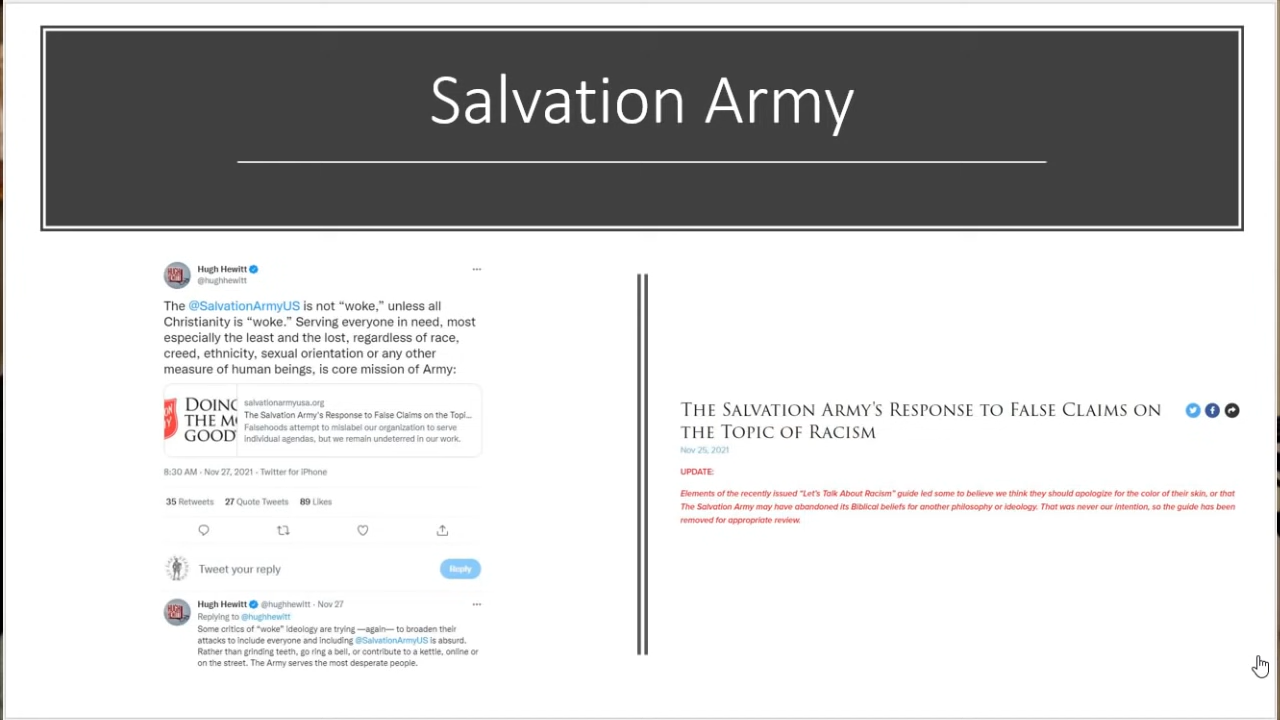 Salvation Army
Hugh Hewitt
@hughhewitt
The @SalvationArmyUS is not “woke,” unless all
Christianity is “woke.” Serving everyone in need, most
especially the least and the lost, regardless of race,
creed, ethnicity, sexual orientation or any other
measure of human beings, is core mission of Army:
DOING
THE M
GOOD
salvationarmyusa.org
The Salvation Army's Response to False Claims on the Topi...
Falsehoods attempt to mislabel our organization to serve
individual agendas, but we remain undeterred in our work.
8:30 AM · Nov 27, 2021 · Twitter for iPhone
35 Retweets 27 Quote Tweets 89 Likes
Tweet your reply
Reply
Hugh Hewitt @hughhewitt · Nov 27
Replying to @hughhewitt
Some critics of “woke” ideology are trying —again— to broaden their
attacks to include everyone and including @SalvationArmyUS is absurd.
Rather than grinding teeth, go ring a bell, or contribute to a kettle, online or
on the street. The Army serves the most desperate people.
The Salvation Army's Response to False Claims on
the Topic of Racism
Nov 25, 2021
UPDATE:
Elements of the recently issued “Let's Talk About Racism” guide led some to believe we think they should apologize for the color of their skin, or that
The Salvation Army may have abandoned its Biblical beliefs for another philosophy or ideology. That was never our intention, so the guide has been
removed for appropriate review.